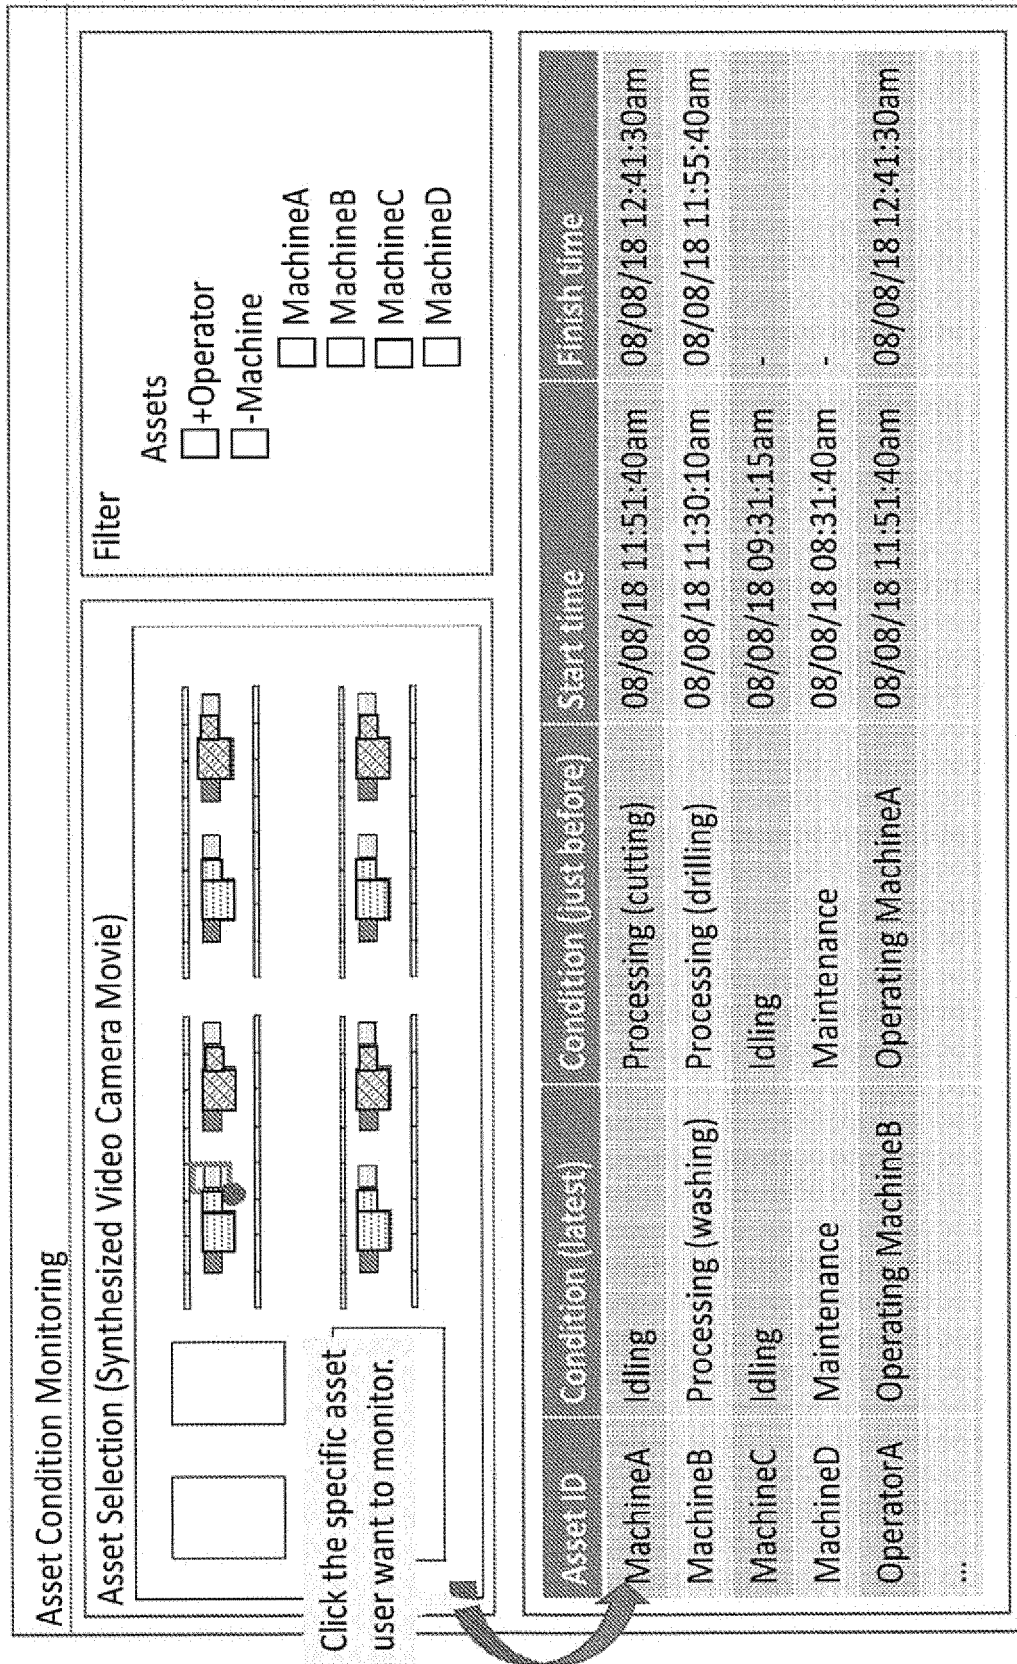 Asset Condition Monitoring
Asset Selection (Synthesized Video Camera Movie)
Click the specific asset
user want to monitor.
Filter
Assets
+Operator
-Machine
MachineA
MachineB
MachineC
MachineD
Asset ID Condition (latest) Condition (just before) Start time Finish time
MachineA Idling Processing (cutting) 08/08/18 11:51:40am 08/08/18 12:41:30am
MachineB Processing (washing) Processing (drilling) 08/08/18 11:30:10am 08/08/18 11:55:40am
MachineC Idling Idling 08/08/18 09:31:15am -
MachineD Maintenance Maintenance 08/08/18 08:31:40am -
OperatorA Operating MachineB Operating MachineA 08/08/18 11:51:40am 08/08/18 12:41:30am
...